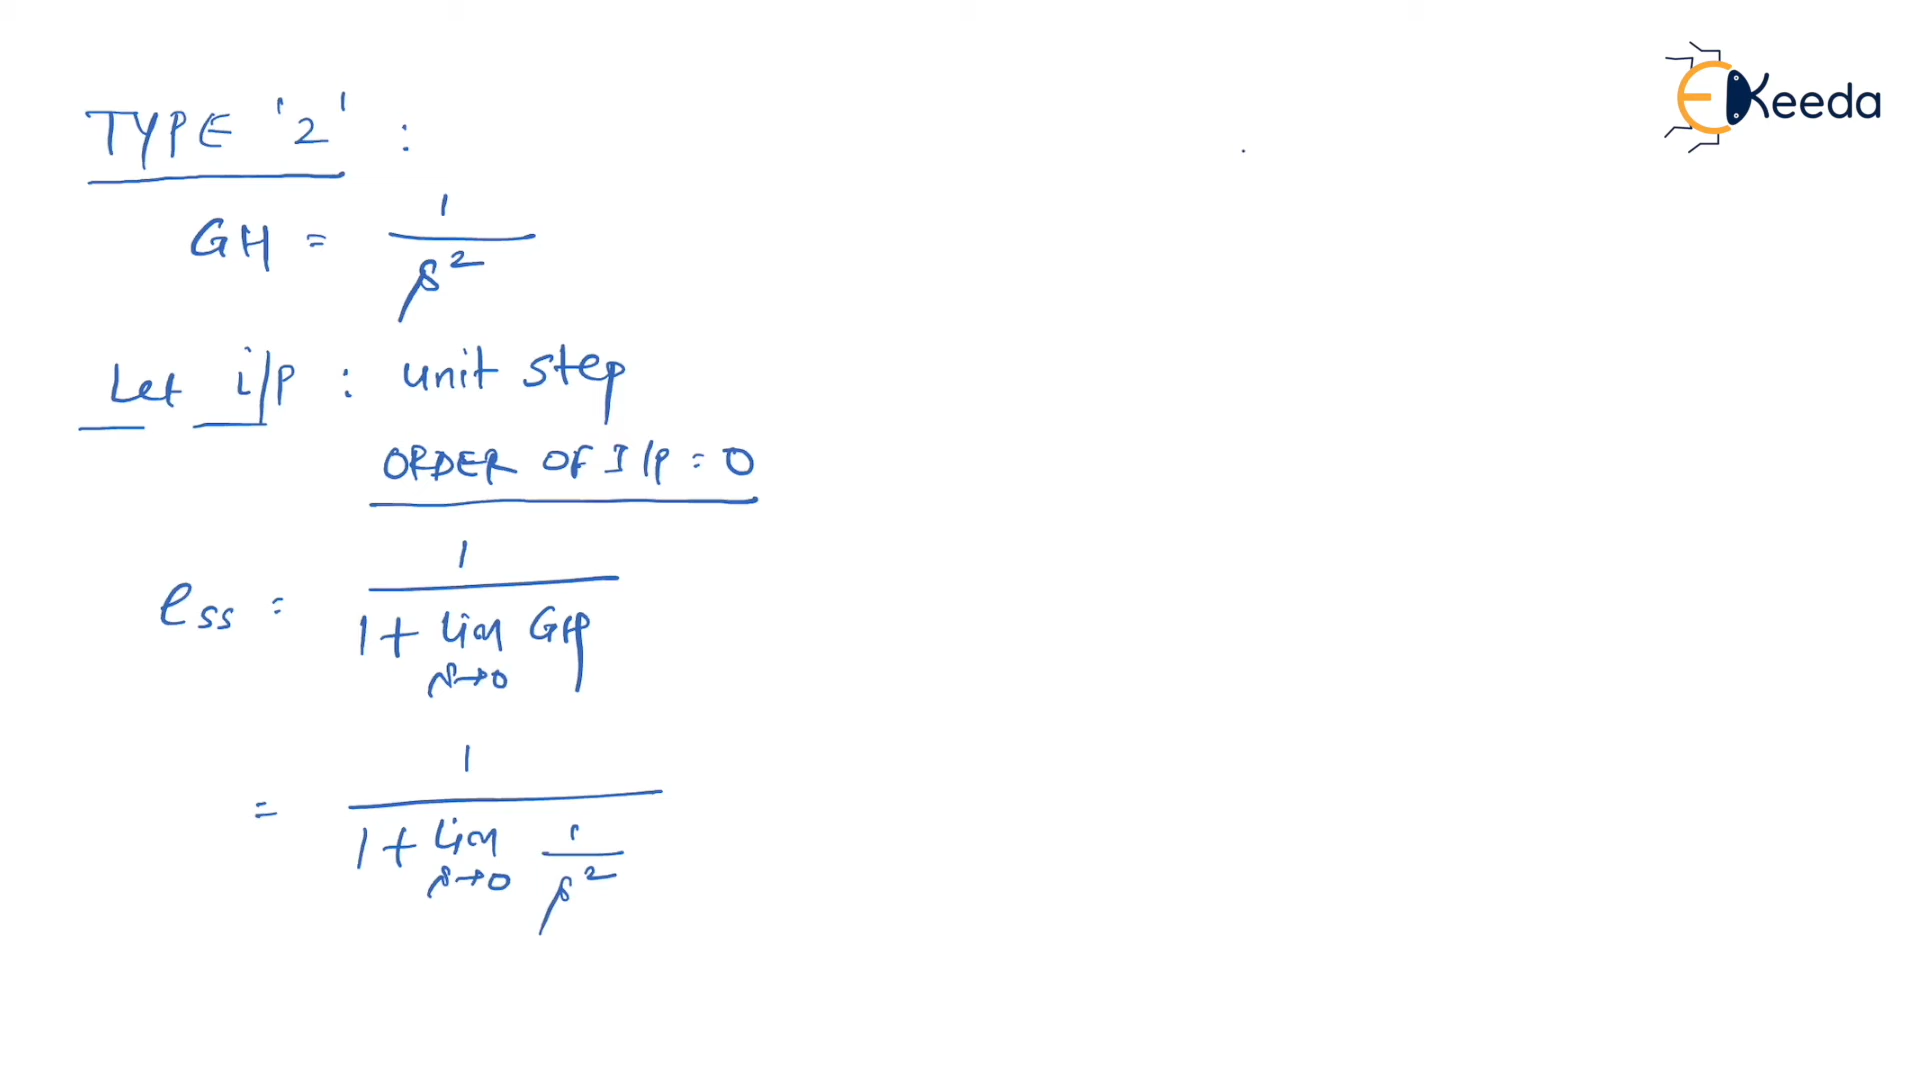 EKeeda
TYPE '2' :
GH = 1/s²
Let i/p : unit step
ORDER OF I/P = 0
ess = 1/(1 + lim s→0 GH)
= 1/(1 + lim s→0 1/s²)